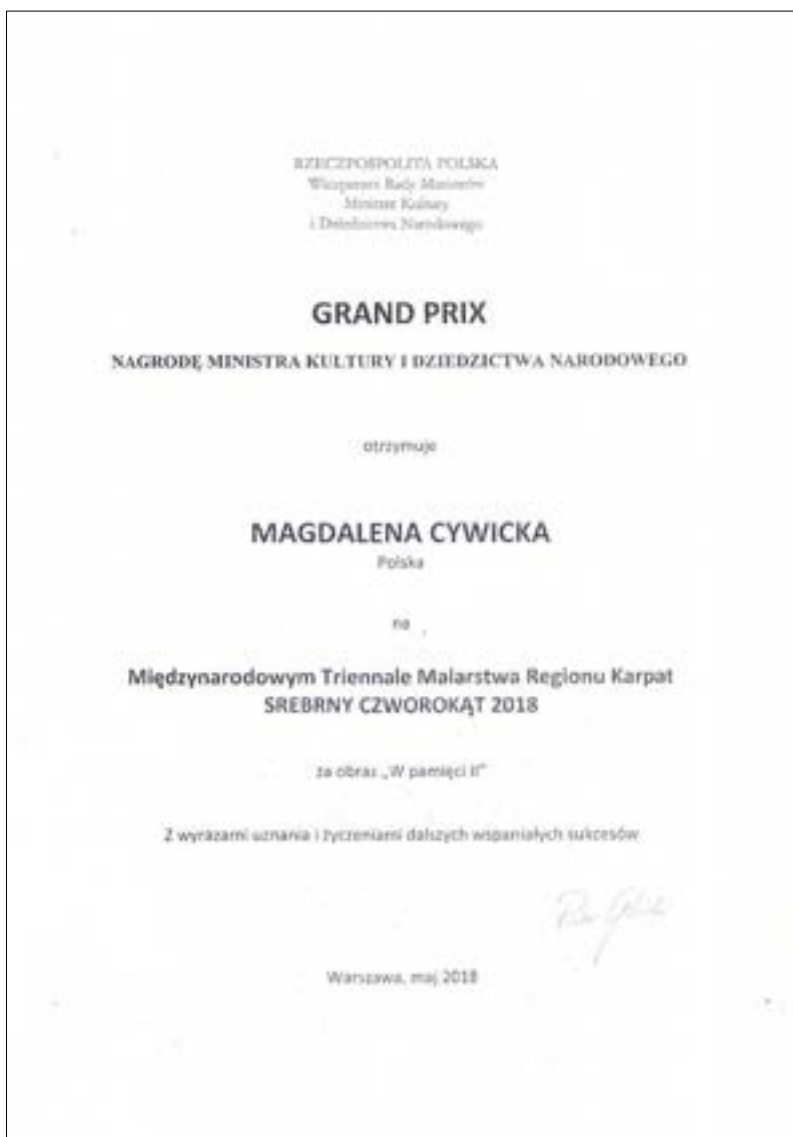 RZECZPOSPOLITA POLSKA
Wiceprezes Rady Ministrów
Minister Kultury
i Dziedzictwa Narodowego
GRAND PRIX
NAGRODĘ MINISTRA KULTURY I DZIEDZICTWA NARODOWEGO
otrzymuje
MAGDALENA CYWICKA
Polska
na
Międzynarodowym Triennale Malarstwa Regionu Karpat
SREBRNY CZWOROKĄT 2018
za obraz „W pamięci II"
Z wyrazami uznania i życzeniami dalszych wspaniałych sukcesów
Warszawa, maj 2018